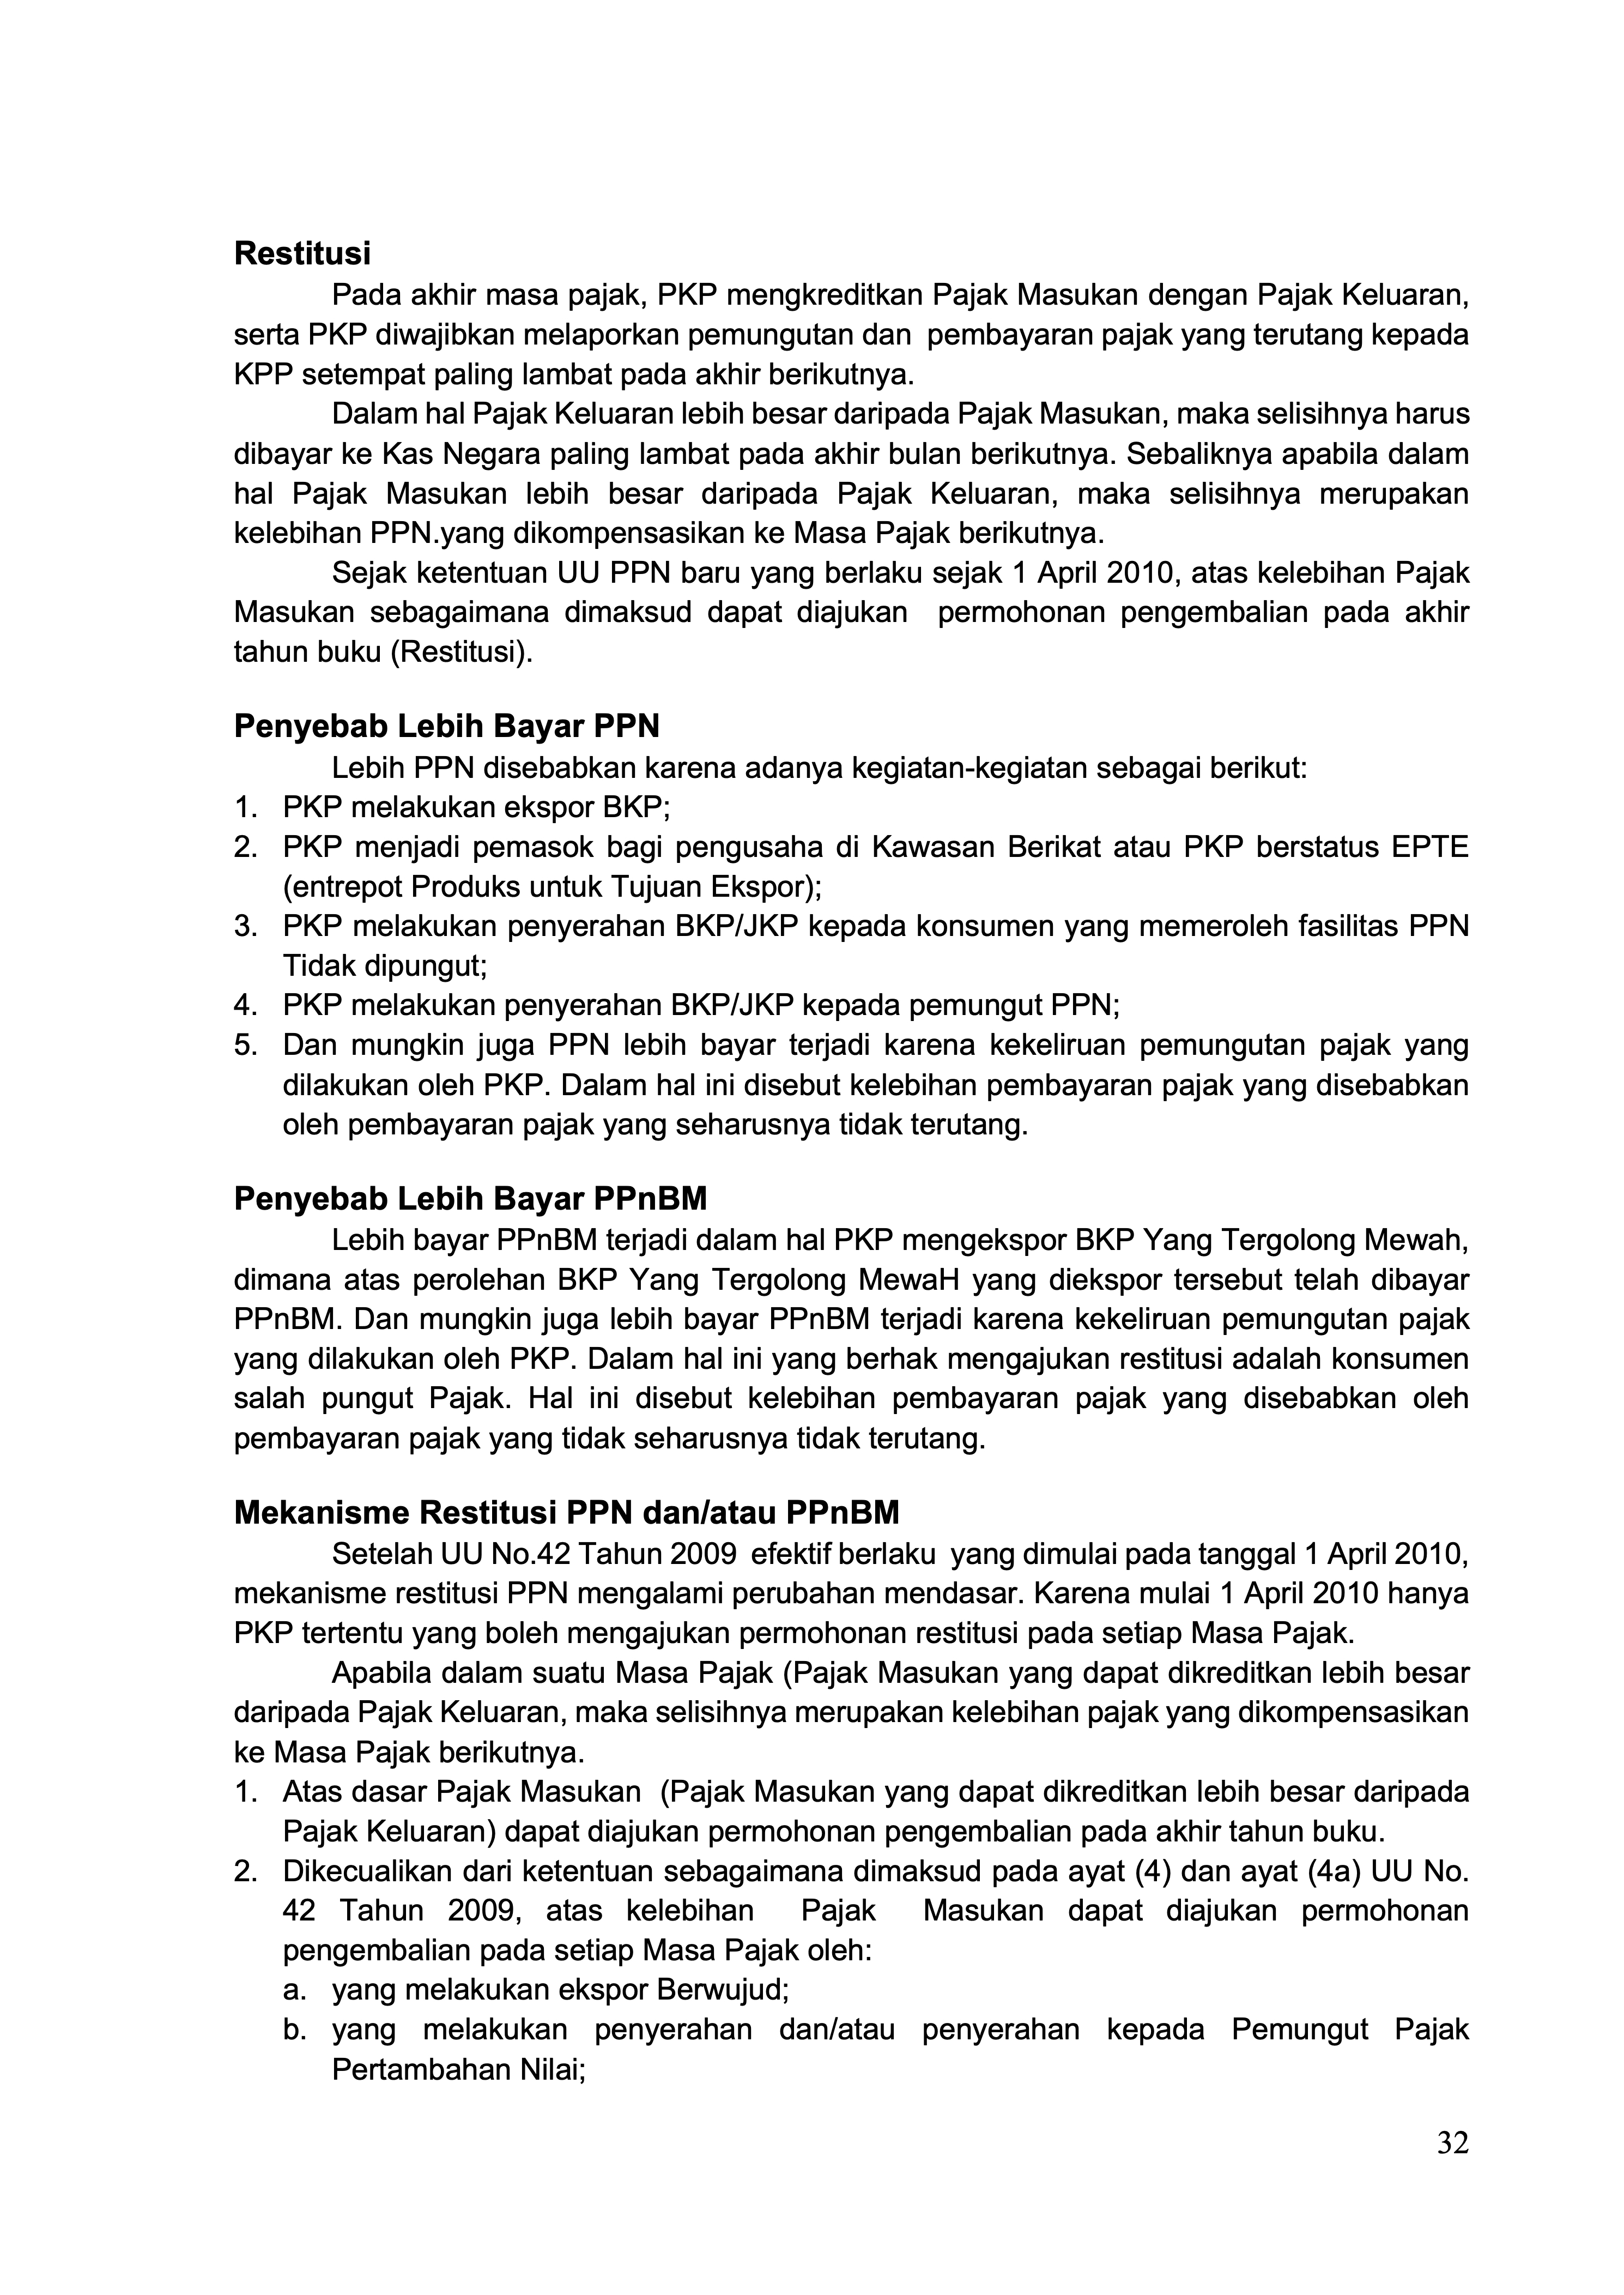 Restitusi
Pada akhir masa pajak, PKP mengkreditkan Pajak Masukan dengan Pajak Keluaran,
serta PKP diwajibkan melaporkan pemungutan dan  pembayaran pajak yang terutang kepada
KPP setempat paling lambat pada akhir berikutnya.
Dalam hal Pajak Keluaran lebih besar daripada Pajak Masukan, maka selisihnya harus
dibayar ke Kas Negara paling lambat pada akhir bulan berikutnya. Sebaliknya apabila dalam
hal Pajak Masukan lebih besar daripada Pajak Keluaran, maka selisihnya merupakan
kelebihan PPN.yang dikompensasikan ke Masa Pajak berikutnya.
Sejak ketentuan UU PPN baru yang berlaku sejak 1 April 2010, atas kelebihan Pajak
Masukan sebagaimana dimaksud dapat diajukan  permohonan pengembalian pada akhir
tahun buku (Restitusi).
Penyebab Lebih Bayar PPN
Lebih PPN disebabkan karena adanya kegiatan-kegiatan sebagai berikut:
1. PKP melakukan ekspor BKP;
2. PKP menjadi pemasok bagi pengusaha di Kawasan Berikat atau PKP berstatus EPTE
(entrepot Produks untuk Tujuan Ekspor);
3. PKP melakukan penyerahan BKP/JKP kepada konsumen yang memeroleh fasilitas PPN
Tidak dipungut;
4. PKP melakukan penyerahan BKP/JKP kepada pemungut PPN;
5. Dan mungkin juga PPN lebih bayar terjadi karena kekeliruan pemungutan pajak yang
dilakukan oleh PKP. Dalam hal ini disebut kelebihan pembayaran pajak yang disebabkan
oleh pembayaran pajak yang seharusnya tidak terutang.
Penyebab Lebih Bayar PPnBM
Lebih bayar PPnBM terjadi dalam hal PKP mengekspor BKP Yang Tergolong Mewah,
dimana atas perolehan BKP Yang Tergolong MewaH yang diekspor tersebut telah dibayar
PPnBM. Dan mungkin juga lebih bayar PPnBM terjadi karena kekeliruan pemungutan pajak
yang dilakukan oleh PKP. Dalam hal ini yang berhak mengajukan restitusi adalah konsumen
salah pungut Pajak. Hal ini disebut kelebihan pembayaran pajak yang disebabkan oleh
pembayaran pajak yang tidak seharusnya tidak terutang.
Mekanisme Restitusi PPN dan/atau PPnBM
Setelah UU No.42 Tahun 2009  efektif berlaku  yang dimulai pada tanggal 1 April 2010,
mekanisme restitusi PPN mengalami perubahan mendasar. Karena mulai 1 April 2010 hanya
PKP tertentu yang boleh mengajukan permohonan restitusi pada setiap Masa Pajak.
Apabila dalam suatu Masa Pajak (Pajak Masukan yang dapat dikreditkan lebih besar
daripada Pajak Keluaran, maka selisihnya merupakan kelebihan pajak yang dikompensasikan
ke Masa Pajak berikutnya.
1. Atas dasar Pajak Masukan  (Pajak Masukan yang dapat dikreditkan lebih besar daripada
Pajak Keluaran) dapat diajukan permohonan pengembalian pada akhir tahun buku.
2. Dikecualikan dari ketentuan sebagaimana dimaksud pada ayat (4) dan ayat (4a) UU No.
42 Tahun 2009, atas kelebihan  Pajak  Masukan dapat diajukan permohonan
pengembalian pada setiap Masa Pajak oleh:
a. yang melakukan ekspor Berwujud;
b. yang melakukan penyerahan dan/atau penyerahan kepada Pemungut Pajak
Pertambahan Nilai;
32